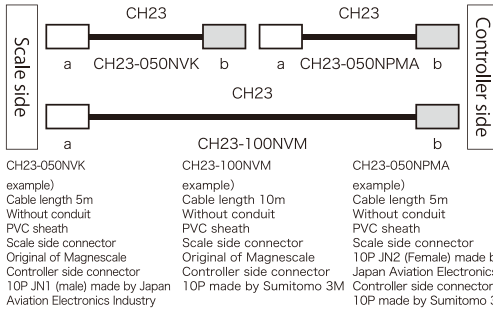 Scale side
Controller side
CH23
CH23
a
CH23-050NVK
b
a
CH23-050NPMA
b
CH23
a
CH23-100NVM
b
CH23-050NVK
example)
Cable length 5m
Without conduit
PVC sheath
Scale side connector
Original of Magnescale
Controller side connector
10P JN1 (male) made by Japan
Aviation Electronics Industry
CH23-100NVM
example)
Cable length 10m
Without conduit
PVC sheath
Scale side connector
Original of Magnescale
Controller side connector
10P made by Sumitomo 3M
CH23-050NPMA
example)
Cable length 5m
Without conduit
PVC sheath
Scale side connector
10P JN2 (Female) made
Japan Aviation Electronics
Controller side connector
10P made by Sumitomo